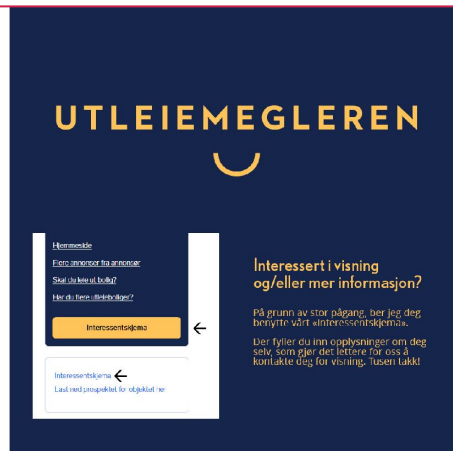 UTLEIEMEGLEREN
Hjemmeside
Flere annonser fra annonsør
Skal du leie ut bolig?
Har du flere utleieboliger?
Interessentskjema
Interessentskjema
Last ned prospektet for objektet her
Interessert i visning
og/eller mer informasjon?
På grunn av stor pågang, ber jeg deg
benytte vårt «Interessentskjema».
Der fyller du inn opplysninger om deg
selv, som gjør det lettere for oss å
kontakte deg for visning. Tusen takk!